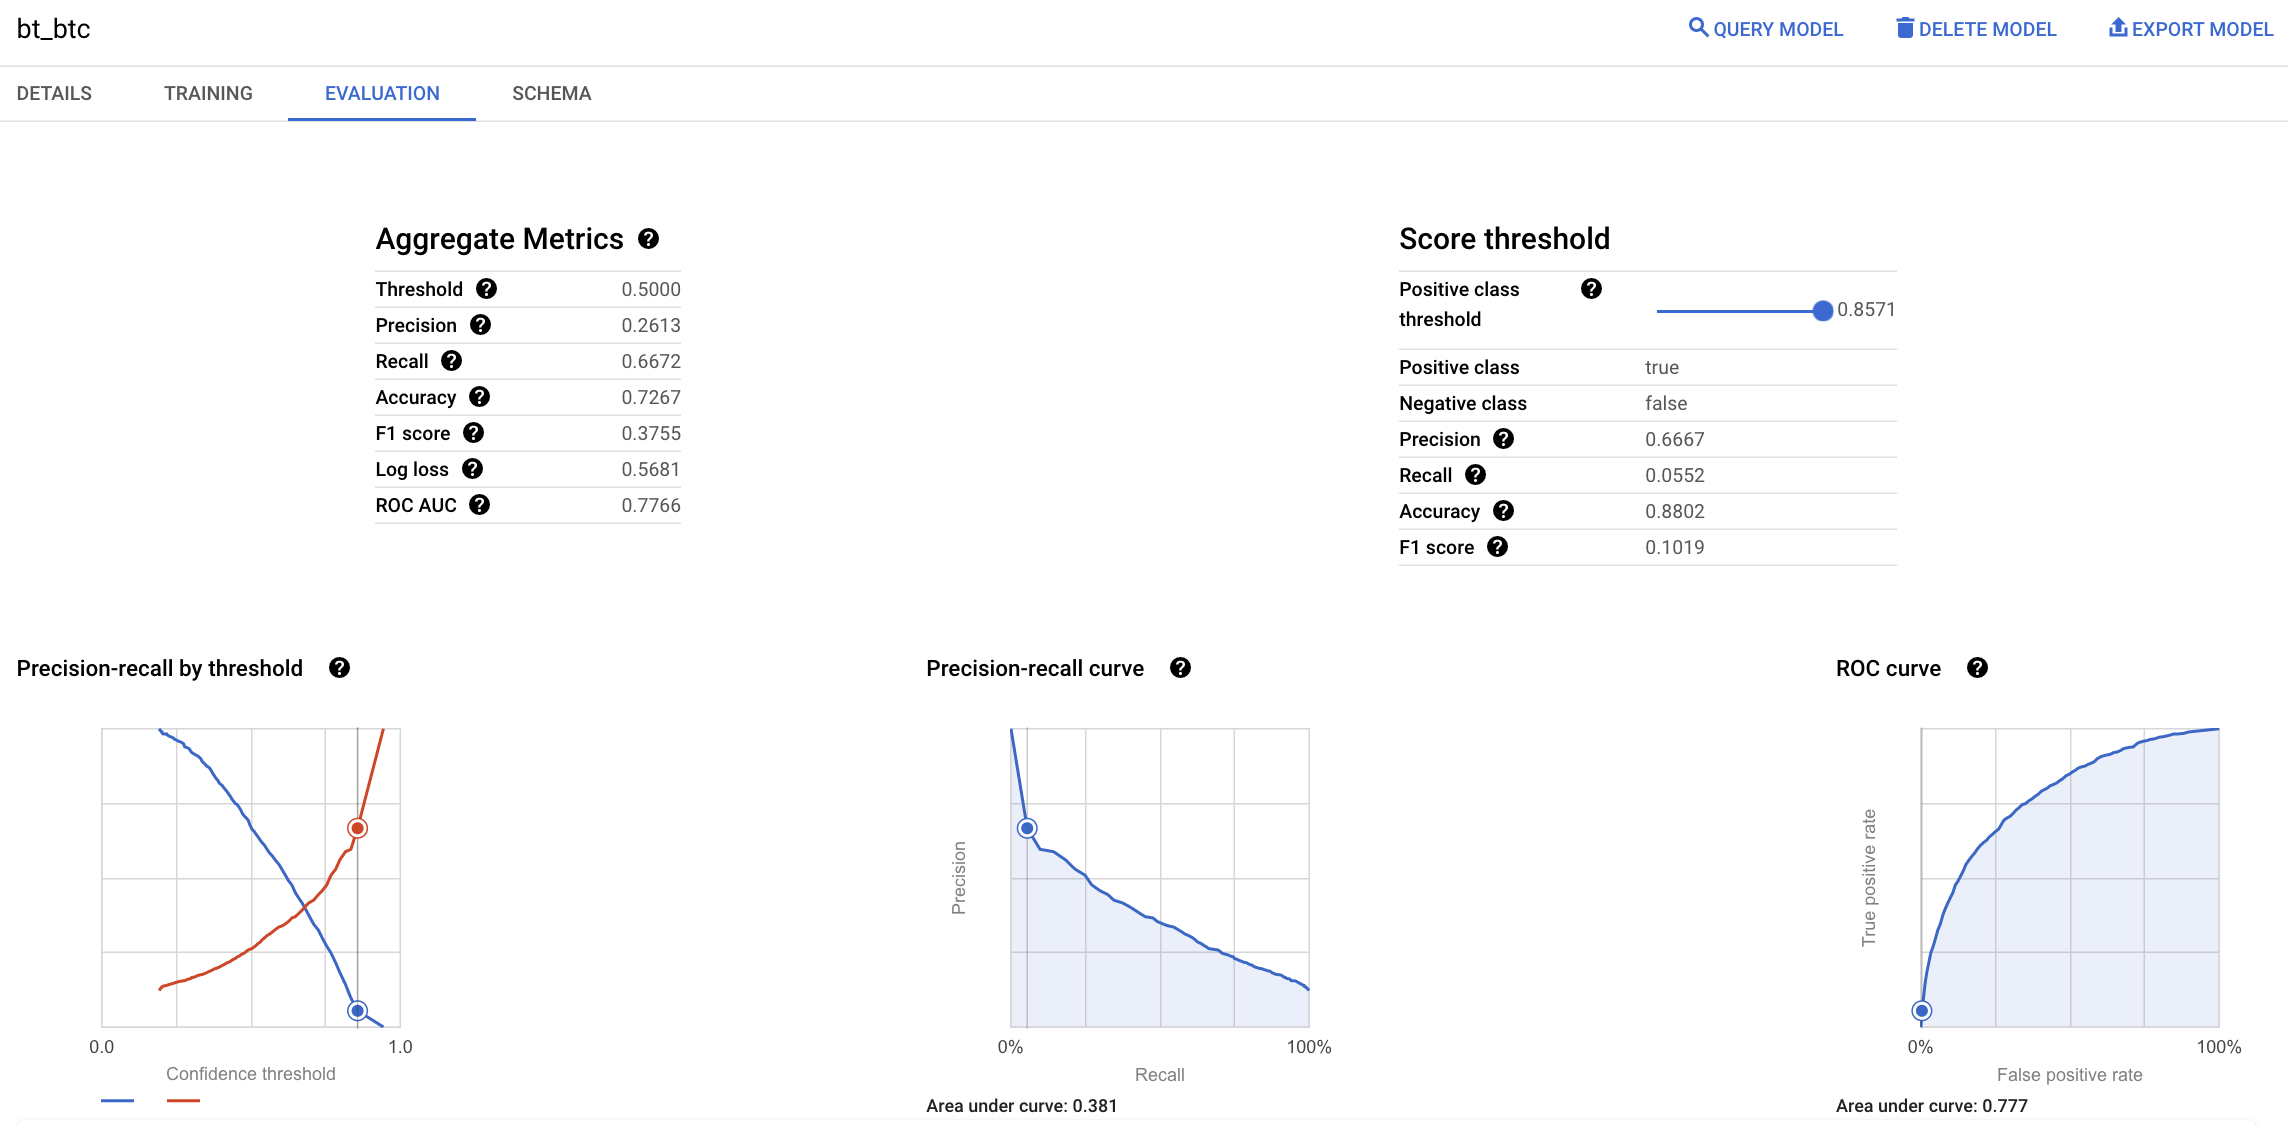 bt_btc
QUERY MODEL
DELETE MODEL
EXPORT MODEL
DETAILS
TRAINING
EVALUATION
SCHEMA
Aggregate Metrics
Threshold 0.5000
Precision 0.2613
Recall 0.6672
Accuracy 0.7267
F1 score 0.3755
Log loss 0.5681
ROC AUC 0.7766
Score threshold
Positive class
threshold
0.8571
Positive class true
Negative class false
Precision 0.6667
Recall 0.0552
Accuracy 0.8802
F1 score 0.1019
Precision-recall by threshold
0.0 1.0
Confidence threshold
Precision-recall curve
Precision
0% 100%
Recall
Area under curve: 0.381
ROC curve
True positive rate
0% 100%
False positive rate
Area under curve: 0.777